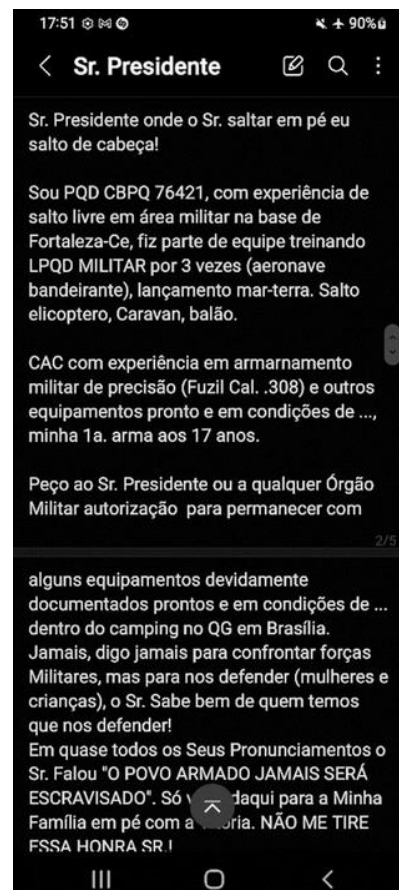 17:51
90%
Sr. Presidente
Sr. Presidente onde o Sr. saltar em pé eu
salto de cabeça!
Sou PQD CBPQ 76421, com experiência de
salto livre em área militar na base de
Fortaleza-Ce, fiz parte de equipe treinando
LPQD MILITAR por 3 vezes (aeronave
bandeirante), lançamento mar-terra. Salto
elicoptero, Caravan, balão.
CAC com experiência em armarnamento
militar de precisão (Fuzil Cal. .308) e outros
equipamentos pronto e em condições de ...,
minha 1a. arma aos 17 anos.
Peço ao Sr. Presidente ou a qualquer Órgão
Militar autorização para permanecer com
2/5
alguns equipamentos devidamente
documentados prontos e em condições de ...
dentro do camping no QG em Brasília.
Jamais, digo jamais para confrontar forças
Militares, mas para nos defender (mulheres e
crianças), o Sr. Sabe bem de quem temos
que nos defender!
Em quase todos os Seus Pronunciamentos o
Sr. Falou "O POVO ARMADO JAMAIS SERÁ
ESCRAVISADO". Só daqui para a Minha
Família em pé com a NÃO ME TIRE
ESSA HONRA SR.!